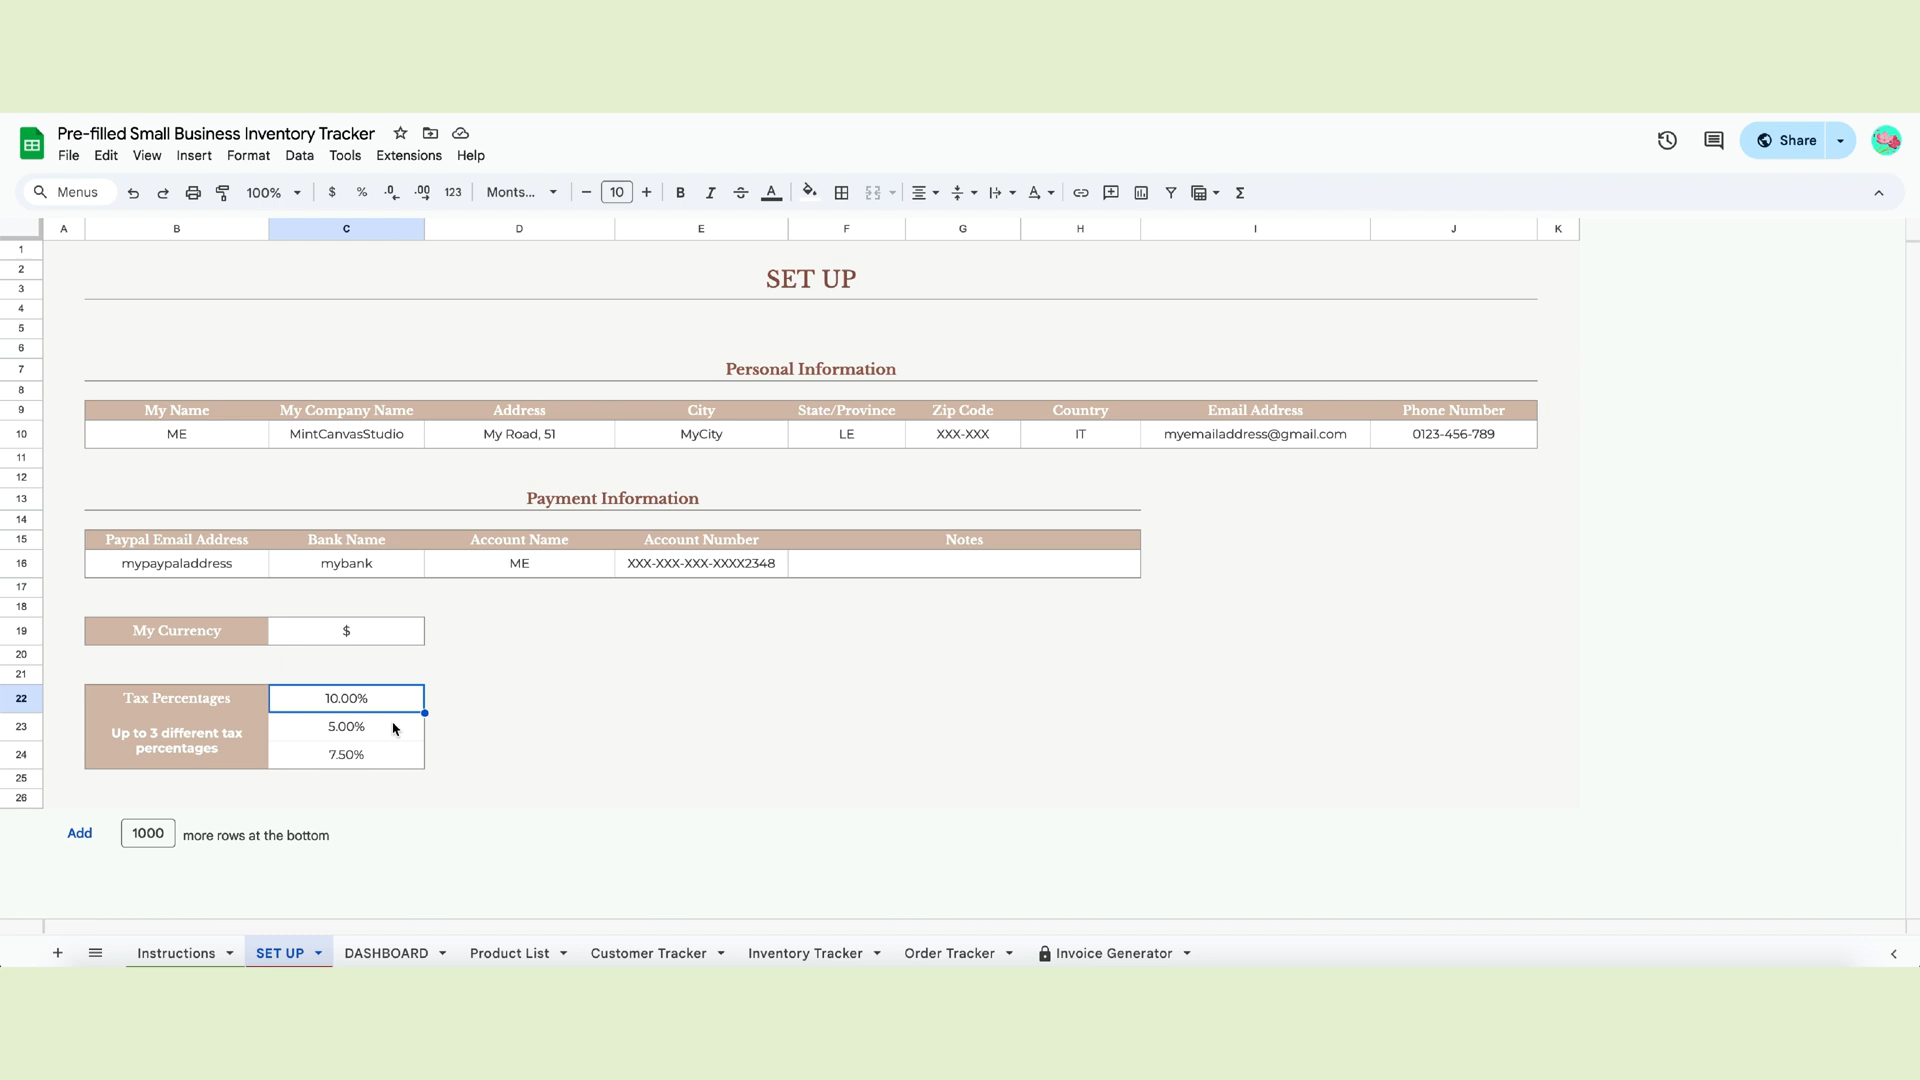 Pre-filled Small Business Inventory Tracker
File Edit View Insert Format Data Tools Extensions Help
Share
Menus 100% $ % .0 .00 123 Monts... − 10 + B I S A Σ
A B C D E F G H I J K
1
2
SET UP
3
4
5
6
7 Personal Information
8
9 My Name My Company Name Address City State/Province Zip Code Country Email Address Phone Number
10 ME MintCanvasStudio My Road, 51 MyCity LE XXX-XXX IT myemailaddress@gmail.com 0123-456-789
11
12
13 Payment Information
14
15 Paypal Email Address Bank Name Account Name Account Number Notes
16 mypaypaladdress mybank ME XXX-XXX-XXX-XXXX2348
17
18
19 My Currency $
20
21
22 Tax Percentages 10.00%
23 Up to 3 different tax 5.00%
percentages
24 7.50%
25
26
Add 1000 more rows at the bottom
+ Instructions SET UP DASHBOARD Product List Customer Tracker Inventory Tracker Order Tracker Invoice Generator